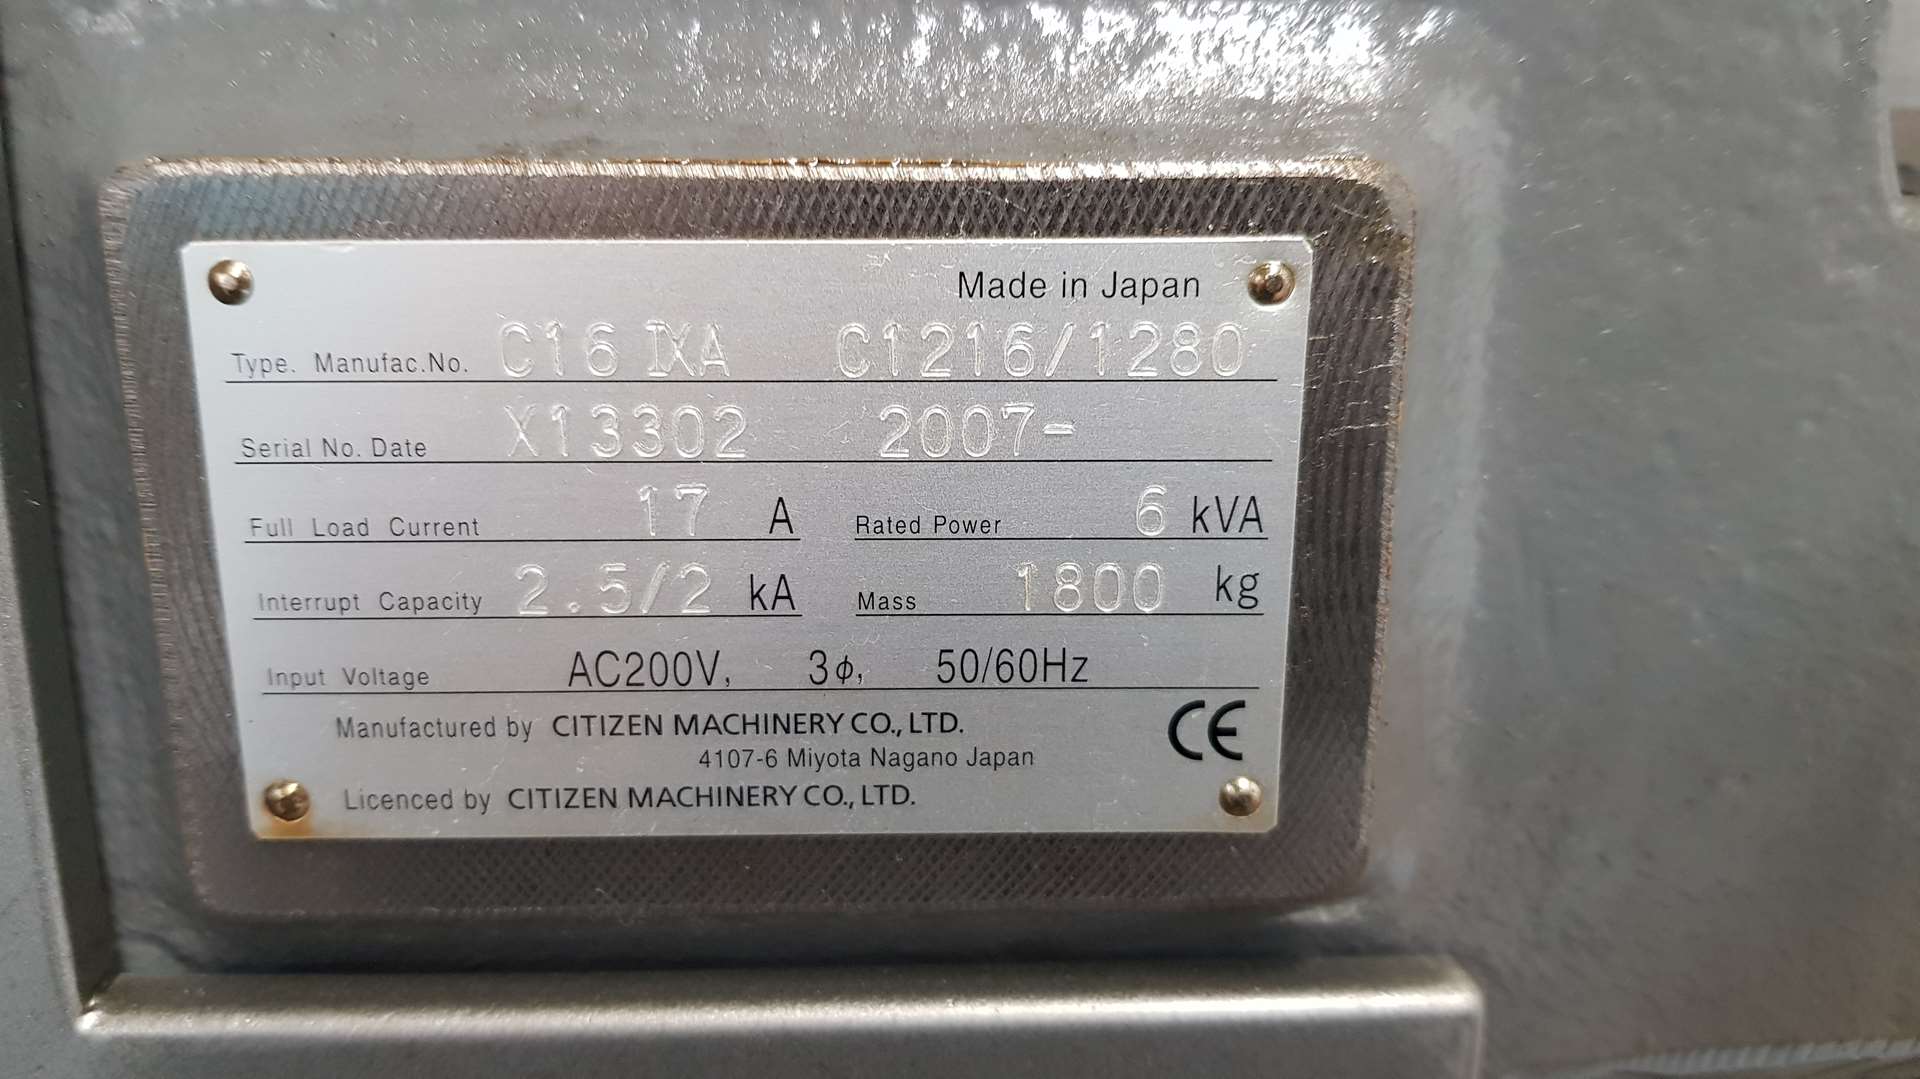 Made in Japan
Type. Manufac.No. C16 IXA C1216/1280
Serial No. Date X13302 2007-
Full Load Current 17 A Rated Power 6 kVA
Interrupt Capacity 2.5/2 kA Mass 1800 kg
Input Voltage AC200V, 3ϕ, 50/60Hz
Manufactured by CITIZEN MACHINERY CO., LTD.
4107-6 Miyota Nagano Japan
CE
Licenced by CITIZEN MACHINERY CO., LTD.